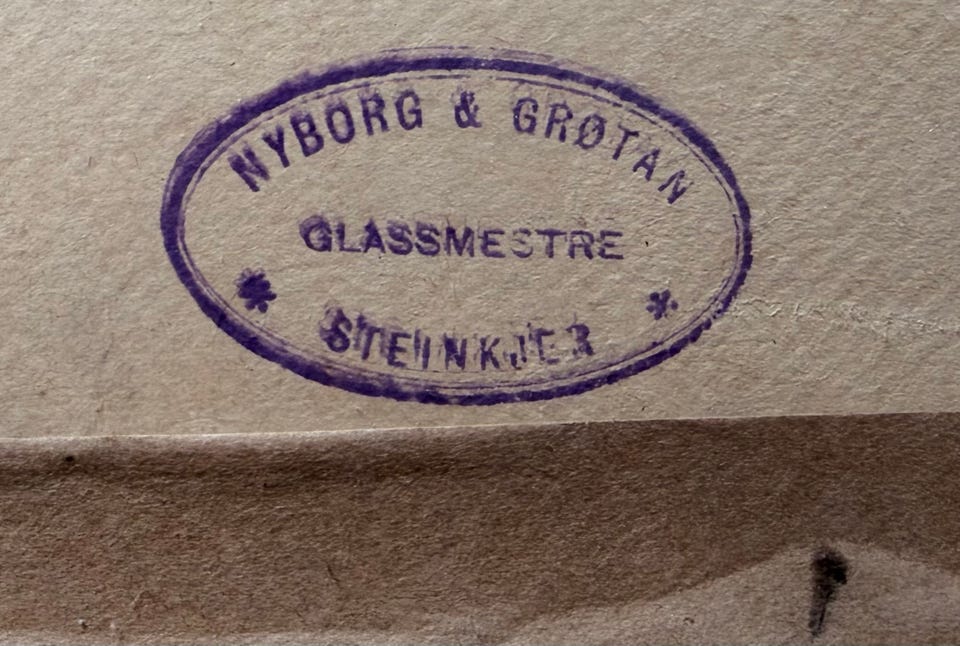 NYBORG & GRØTAN
GLASSMESTRE
* STEINKJER *